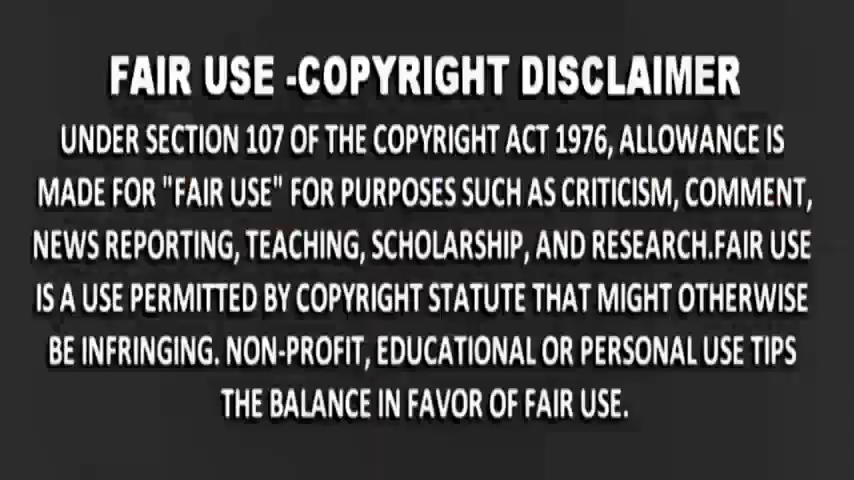 FAIR USE -COPYRIGHT DISCLAIMER
UNDER SECTION 107 OF THE COPYRIGHT ACT 1976, ALLOWANCE IS
MADE FOR "FAIR USE" FOR PURPOSES SUCH AS CRITICISM, COMMENT,
NEWS REPORTING, TEACHING, SCHOLARSHIP, AND RESEARCH.FAIR USE
IS A USE PERMITTED BY COPYRIGHT STATUTE THAT MIGHT OTHERWISE
BE INFRINGING. NON-PROFIT, EDUCATIONAL OR PERSONAL USE TIPS
THE BALANCE IN FAVOR OF FAIR USE.